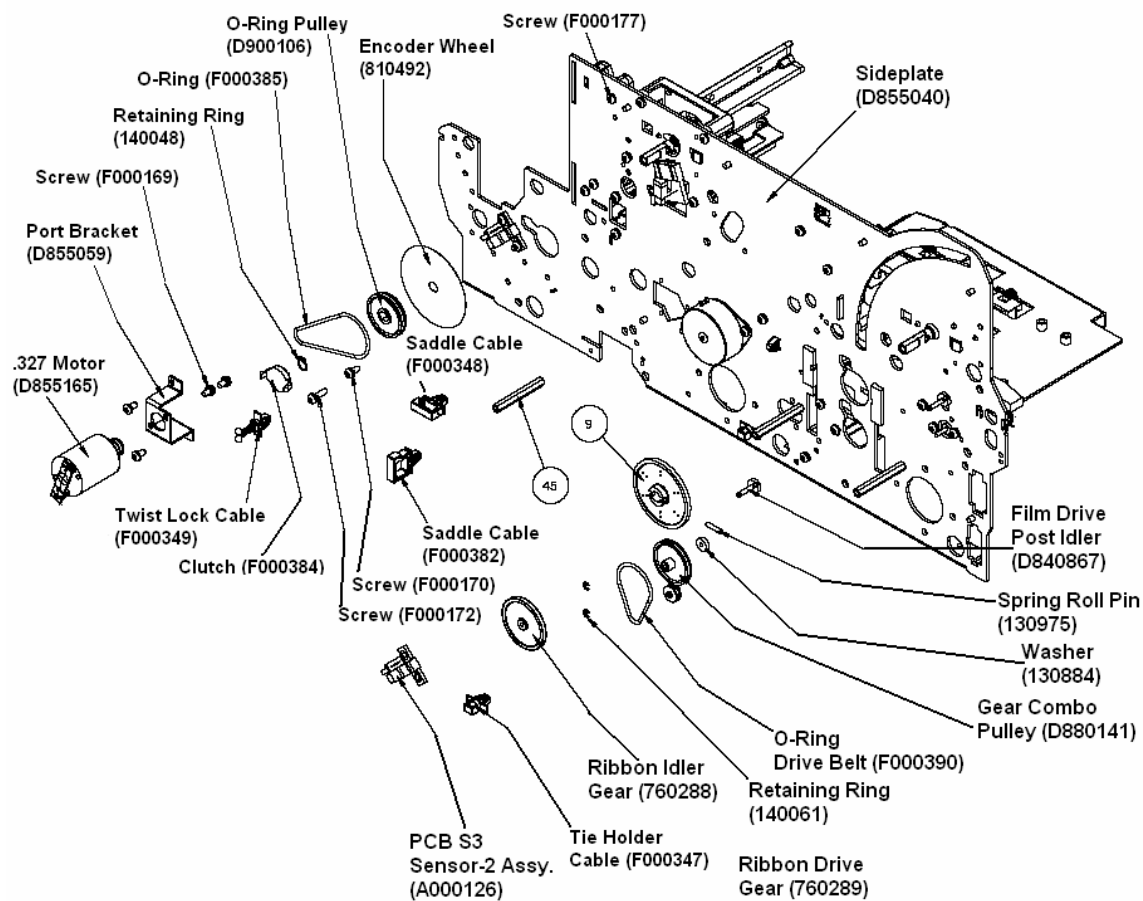 O-Ring Pulley
(D900106)
Screw (F000177)
Encoder Wheel
(810492)
O-Ring (F000385)
Sideplate
(D855040)
Retaining Ring
(140048)
Screw (F000169)
Port Bracket
(D855059)
.327 Motor
(D855165)
Saddle Cable
(F000348)
9
45
Twist Lock Cable
(F000349)
Clutch (F000384)
Saddle Cable
(F000382)
Screw (F000170)
Screw (F000172)
Film Drive
Post Idler
(D840867)
Spring Roll Pin
(130975)
Washer
(130884)
Gear Combo
Pulley (D880141)
O-Ring
Drive Belt (F000390)
Ribbon Idler
Gear (760288)
Retaining Ring
(140061)
PCB S3
Sensor-2 Assy.
(A000126)
Tie Holder
Cable (F000347)
Ribbon Drive
Gear (760289)